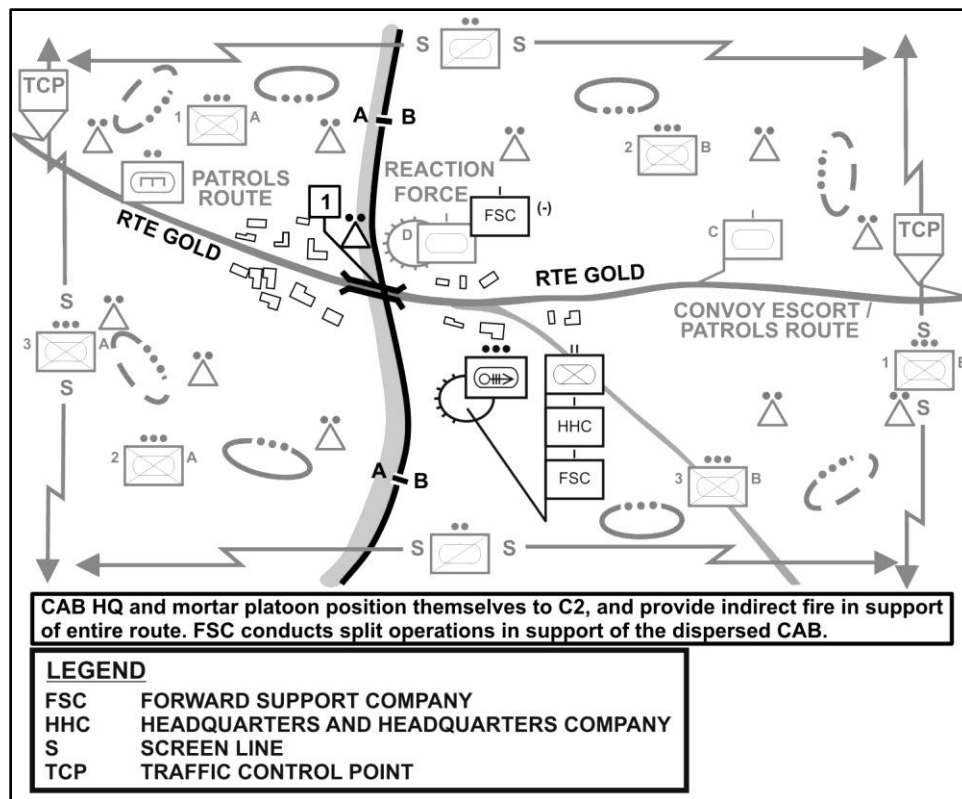 S S
TCP
1 A
A B
2 B
PATROLS
ROUTE
REACTION
FORCE
1
FSC (-)
D
C
TCP
RTE GOLD
RTE GOLD
CONVOY ESCORT /
PATROLS ROUTE
S
S
3 A
1 B
S
S
HHC
2 A
FSC
3 B
A B
S S
CAB HQ and mortar platoon position themselves to C2, and provide indirect fire in support
of entire route. FSC conducts split operations in support of the dispersed CAB.
LEGEND
FSC FORWARD SUPPORT COMPANY
HHC HEADQUARTERS AND HEADQUARTERS COMPANY
S SCREEN LINE
TCP TRAFFIC CONTROL POINT